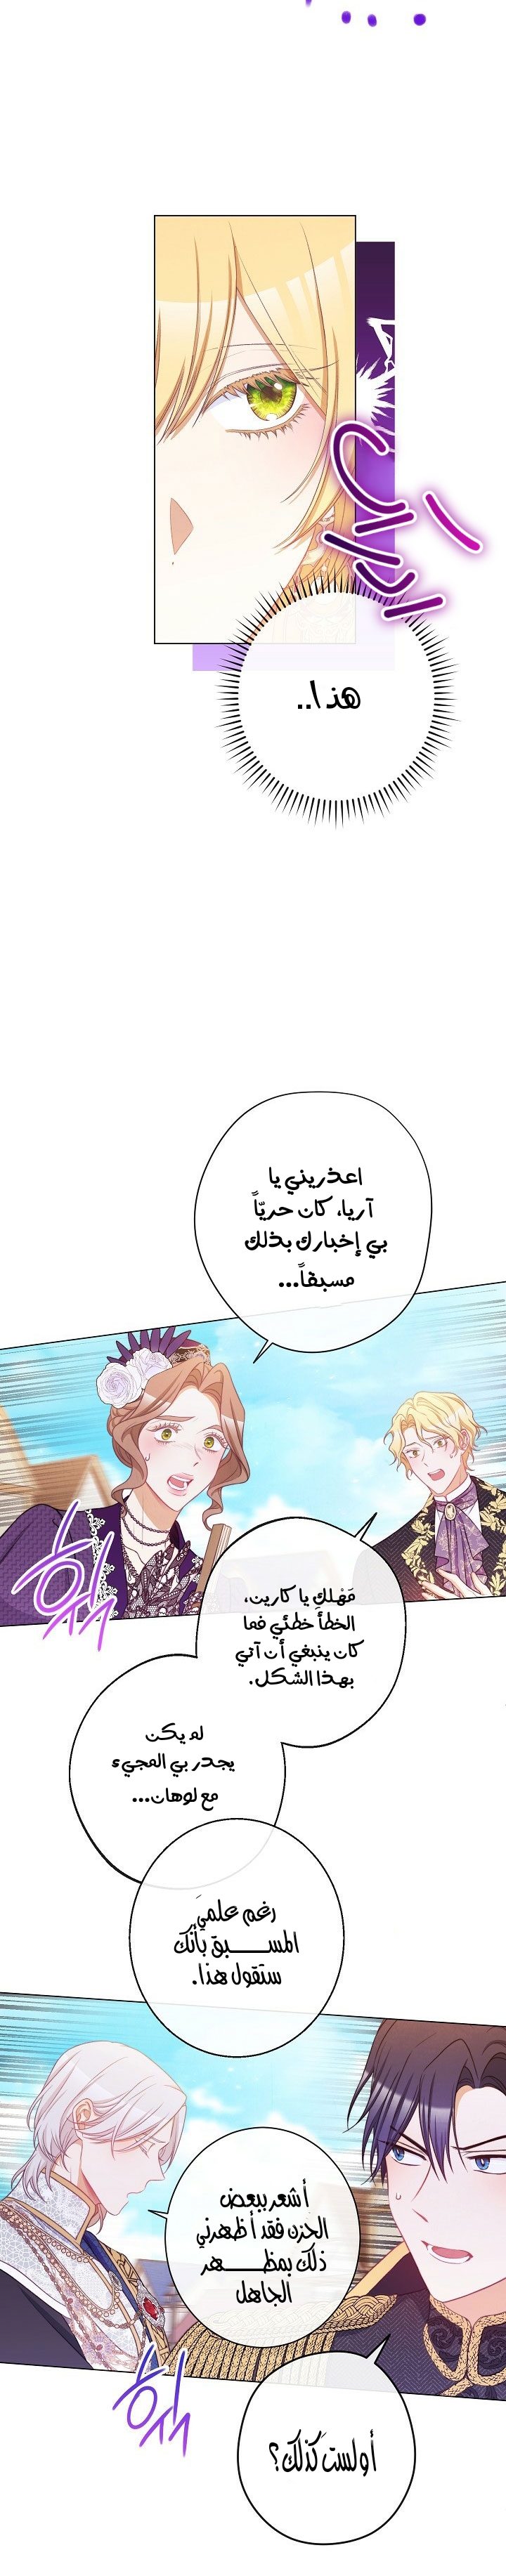 إدراك
هذا..
اعذريني يا
آريا، كان حريّاً
بي إخبارك بذلك
مسبقاً...
مَهْلكِ يا كارين،
الخطأ خطئي فما
كان ينبغي أن آتي
بهذا الشكل.
لم يكن
يجدر بي المجيء
مع لوهان...
رغم علميَ
المسبق بأنك
ستقول هذا.
أشعر ببعض
الحزن فقد أظهرني
ذلك بمظهر
الجاهل
أولستَ كذلك؟